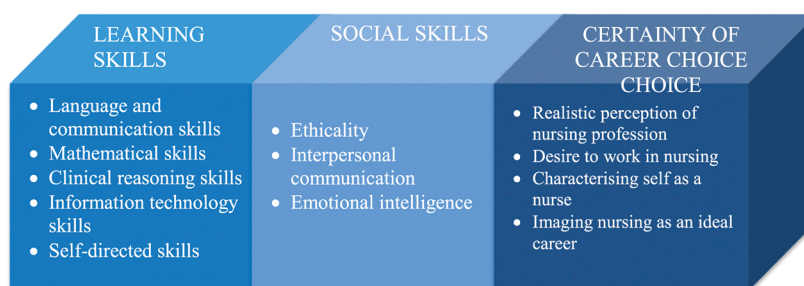 LEARNING
SKILLS
• Language and
communication skills
• Mathematical skills
• Clinical reasoning skills
• Information technology
skills
• Self-directed skills
SOCIAL SKILLS
• Ethicality
• Interpersonal
communication
• Emotional intelligence
CERTAINTY OF
CAREER CHOICE
CHOICE
• Realistic perception of
nursing profession
• Desire to work in nursing
• Characterising self as a
nurse
• Imaging nursing as an ideal
career